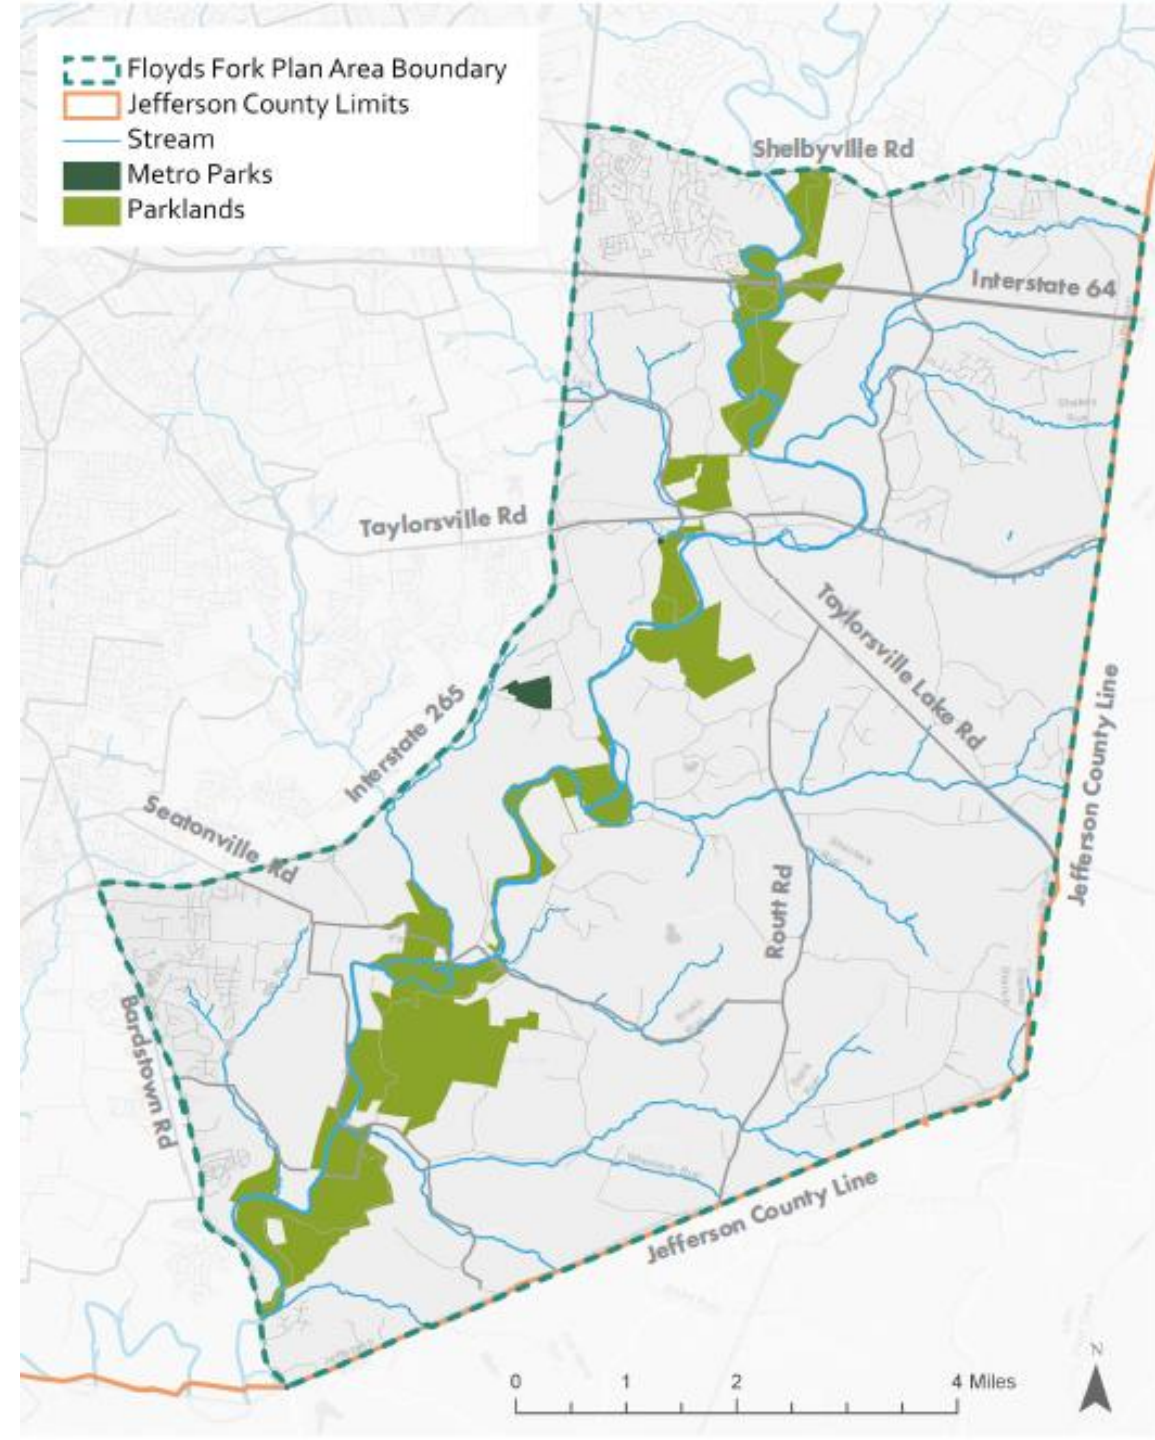 Floyds Fork Plan Area Boundary
Jefferson County Limits
Stream
Metro Parks
Parklands
Shelbyville Rd
Interstate 64
Taylorsville Rd
Taylorsville Lake Rd
Interstate 265
Jefferson County Line
Seatonville Rd
Routt Rd
Bardstown Rd
Jefferson County Line
N
0 1 2 4 Miles